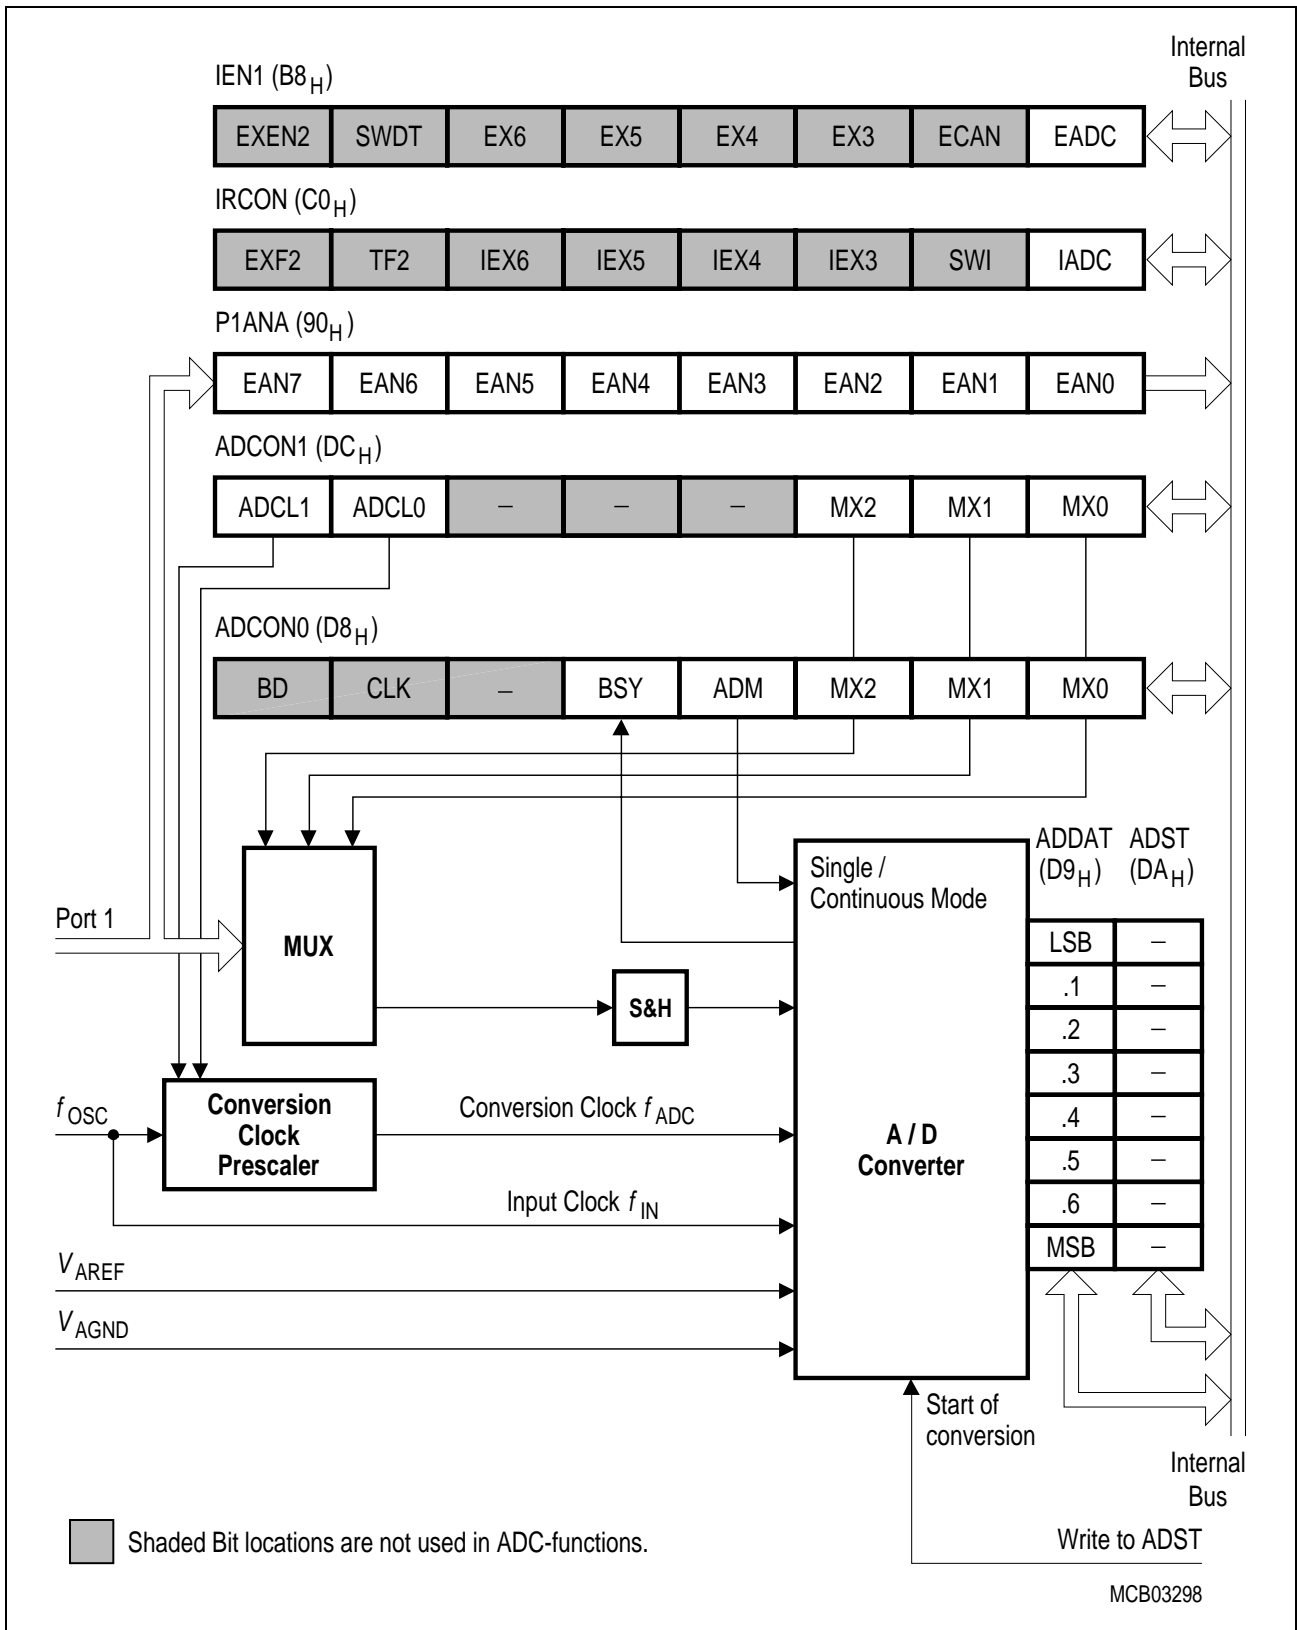 Internal
Bus
IEN1 (B8H)
EXEN2 SWDT EX6 EX5 EX4 EX3 ECAN EADC
IRCON (C0H)
EXF2 TF2 IEX6 IEX5 IEX4 IEX3 SWI IADC
P1ANA (90H)
EAN7 EAN6 EAN5 EAN4 EAN3 EAN2 EAN1 EAN0
ADCON1 (DCH)
ADCL1 ADCL0 – – – MX2 MX1 MX0
ADCON0 (D8H)
BD CLK – BSY ADM MX2 MX1 MX0
Port 1
MUX
S&H
Single /
Continuous Mode
ADDAT
(D9H)
ADST
(DAH)
LSB –
.1 –
.2 –
.3 –
.4 –
.5 –
.6 –
MSB –
fOSC
Conversion
Clock
Prescaler
Conversion Clock fADC
A / D
Converter
Input Clock fIN
VAREF
VAGND
Start of
conversion
Internal
Bus
Write to ADST
Shaded Bit locations are not used in ADC-functions.
MCB03298